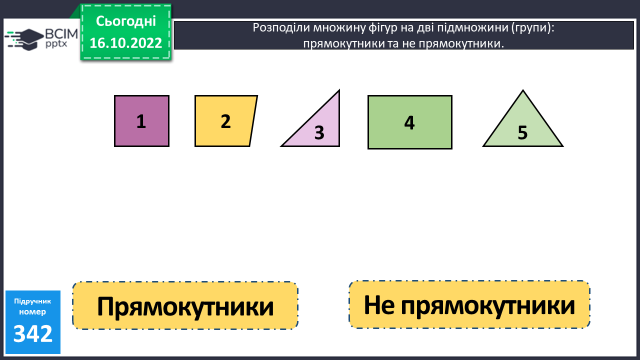 ВСІМ
pptx
Сьогодні
16.10.2022
Розподіли множину фігур на дві підмножини (групи):
прямокутники та не прямокутники.
1
2
3
4
5
Підручник
номер
342
Прямокутники
Не прямокутники